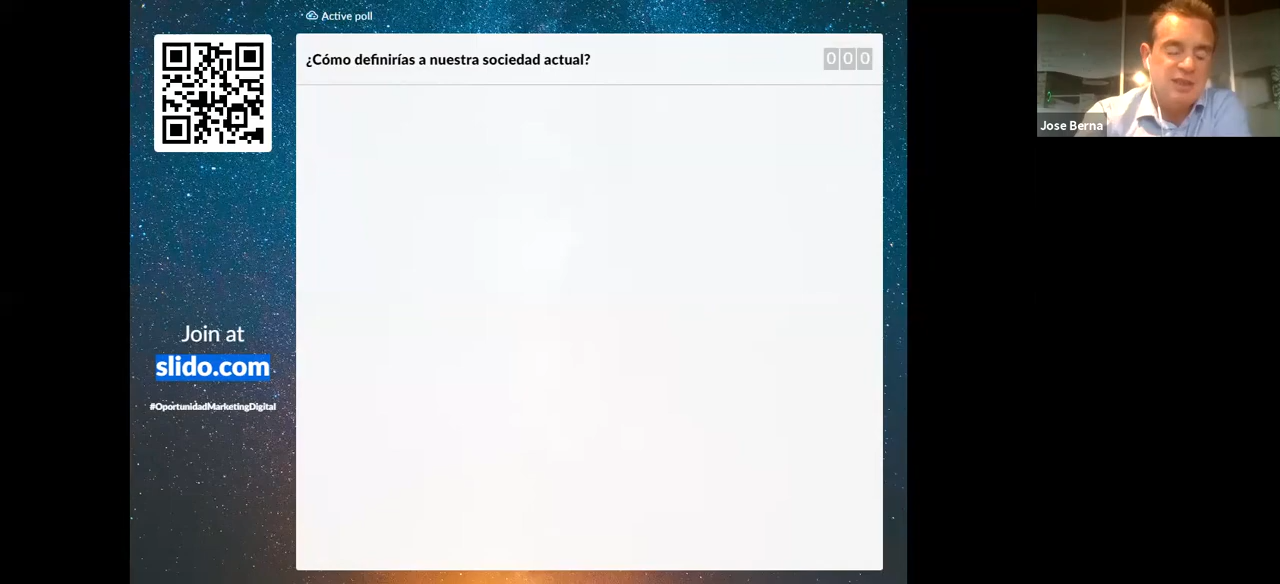 Active poll
¿Cómo definirías a nuestra sociedad actual?
000
Join at
slido.com
#OportunidadMarketingDigital
Jose Berna